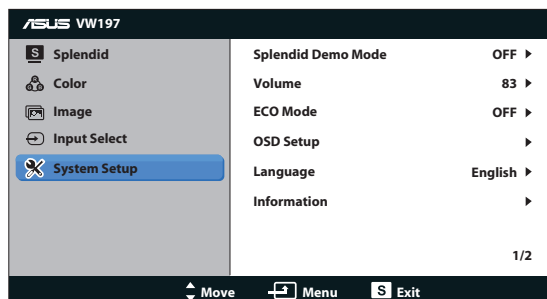 ASUS VW197
S Splendid
Color
Image
Input Select
System Setup
Splendid Demo Mode OFF
Volume 83
ECO Mode OFF
OSD Setup
Language English
Information
1/2
Move Menu S Exit